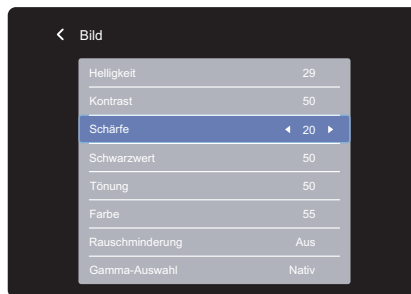 Bild
Helligkeit 29
Kontrast 50
Schärfe 20
Schwarzwert 50
Tönung 50
Farbe 55
Rauschminderung Aus
Gamma-Auswahl Nativ